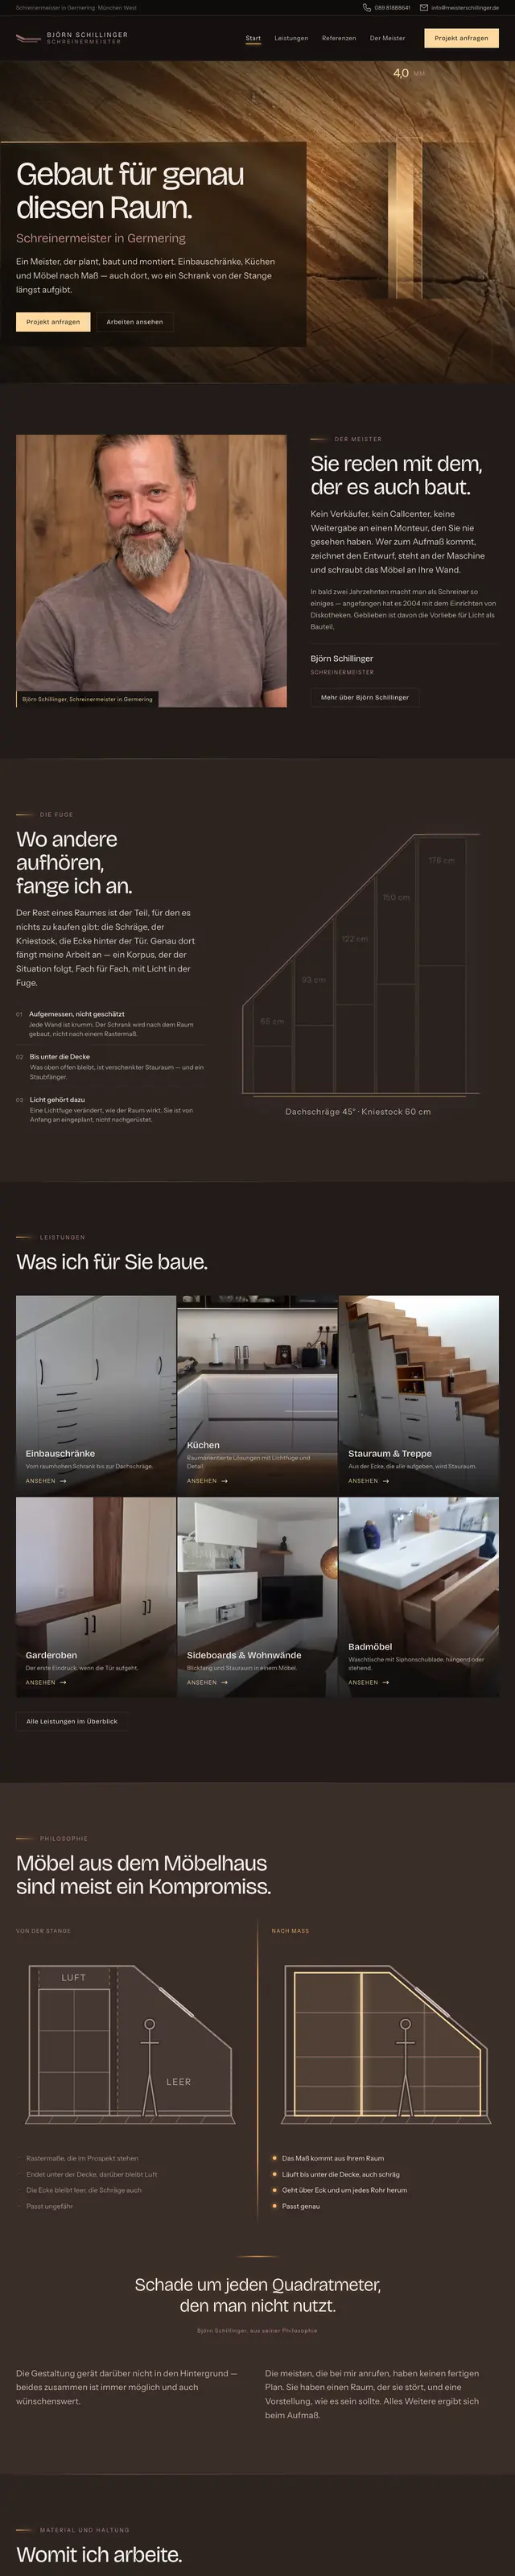 Schreinermeister in Germering · München West
089 81888641
info@meisterschillinger.de
BJÖRN SCHILLINGER
SCHREINERMEISTER
Start
Leistungen
Referenzen
Der Meister
Projekt anfragen
4,0 MM
Gebaut für genau
diesen Raum.
Schreinermeister in Germering
Ein Meister, der plant, baut und montiert. Einbauschränke, Küchen
und Möbel nach Maß — auch dort, wo ein Schrank von der Stange
längst aufgibt.
Projekt anfragen
Arbeiten ansehen
Björn Schillinger, Schreinermeister in Germering
DER MEISTER
Sie reden mit dem,
der es auch baut.
Kein Verkäufer, kein Callcenter, keine
Weitergabe an einen Monteur, den Sie nie
gesehen haben. Wer zum Aufmaß kommt,
zeichnet den Entwurf, steht an der Maschine
und schraubt das Möbel an Ihre Wand.
In bald zwei Jahrzehnten macht man als Schreiner so
einiges — angefangen hat es 2004 mit dem Einrichten von
Diskotheken. Geblieben ist davon die Vorliebe für Licht als
Bauteil.
Björn Schillinger
SCHREINERMEISTER
Mehr über Björn Schillinger
DIE FUGE
Wo andere
aufhören,
fange ich an.
Der Rest eines Raumes ist der Teil, für den es
nichts zu kaufen gibt: die Schräge, der
Kniestock, die Ecke hinter der Tür. Genau dort
fängt meine Arbeit an — ein Korpus, der der
Situation folgt, Fach für Fach, mit Licht in der
Fuge.
01 Aufgemessen, nicht geschätzt
Jede Wand ist krumm. Der Schrank wird nach dem Raum
gebaut, nicht nach einem Rastermaß.
02 Bis unter die Decke
Was oben offen bleibt, ist verschenkter Stauraum — und ein
Staubfänger.
03 Licht gehört dazu
Eine Lichtfuge verändert, wie der Raum wirkt. Sie ist von
Anfang an eingeplant, nicht nachgerüstet.
68 cm
93 cm
122 cm
150 cm
176 cm
Dachschräge 45° · Kniestock 60 cm
LEISTUNGEN
Was ich für Sie baue.
Einbauschränke
Vom raumhohen Schrank bis zur Dachschräge.
ANSEHEN →
Küchen
Raumorientierte Lösungen mit Lichtfuge und
Detail.
ANSEHEN →
Stauraum & Treppe
Aus der Ecke, die alle aufgeben, wird Stauraum.
ANSEHEN →
Garderoben
Der erste Eindruck, wenn die Tür aufgeht.
ANSEHEN →
Sideboards & Wohnwände
Blickfang und Stauraum in einem Möbel.
ANSEHEN →
Badmöbel
Waschtische mit Siphonschublade, hängend oder
stehend.
ANSEHEN →
Alle Leistungen im Überblick
PHILOSOPHIE
Möbel aus dem Möbelhaus
sind meist ein Kompromiss.
VON DER STANGE
LUFT
LEER
Rastermaße, die im Prospekt stehen
Endet unter der Decke, darüber bleibt Luft
Die Ecke bleibt leer, die Schräge auch
Passt ungefähr
NACH MASS
Das Maß kommt aus Ihrem Raum
Läuft bis unter die Decke, auch schräg
Geht über Eck und um jedes Rohr herum
Passt genau
Schade um jeden Quadratmeter,
den man nicht nutzt.
Björn Schillinger, aus seiner Philosophie
Die Gestaltung gerät darüber nicht in den Hintergrund —
beides zusammen ist immer möglich und auch
wünschenswert.
Die meisten, die bei mir anrufen, haben keinen fertigen
Plan. Sie haben einen Raum, der sie stört, und eine
Vorstellung, wie es sein sollte. Alles Weitere ergibt sich
beim Aufmaß.
MATERIAL UND HALTUNG
Womit ich arbeite.